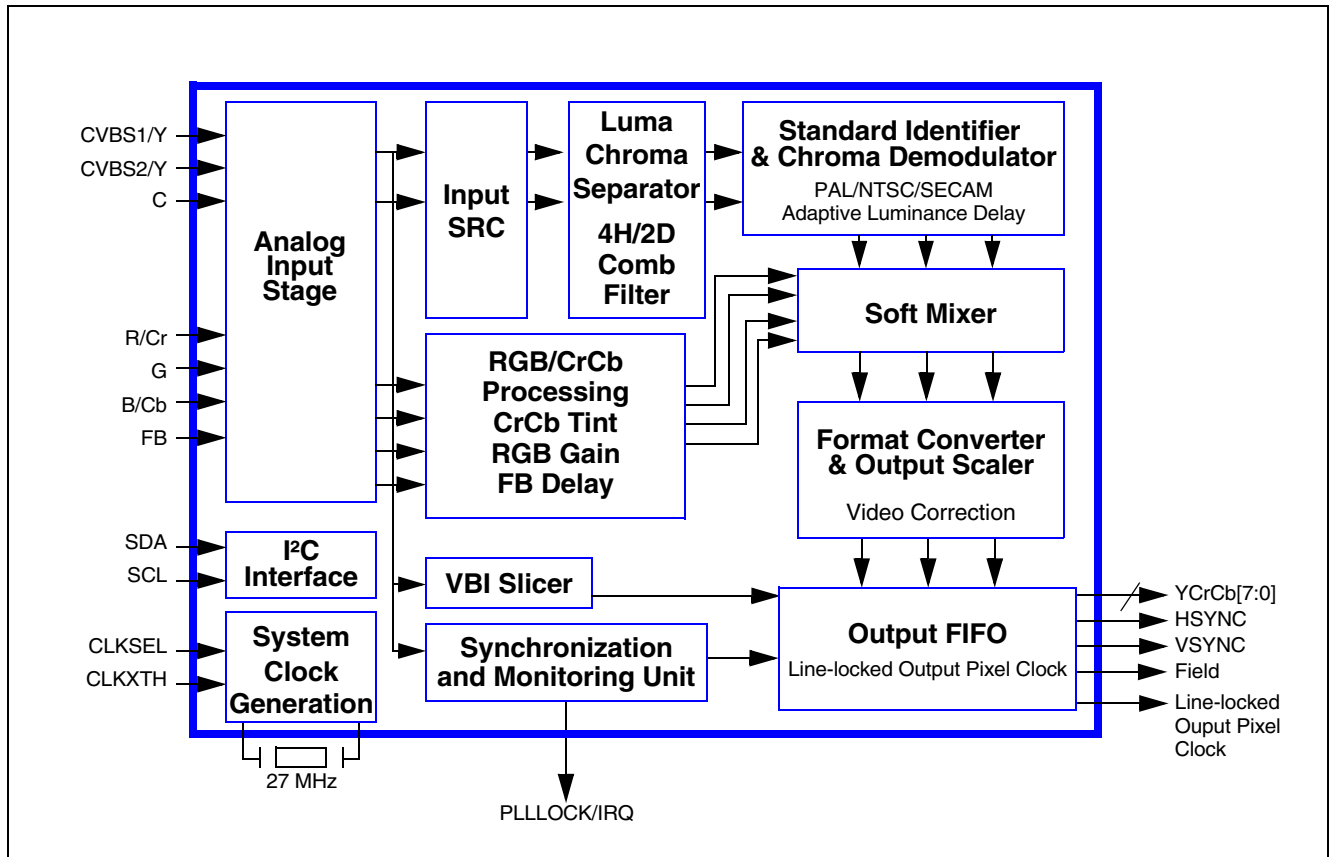 CVBS1/Y
CVBS2/Y
C
R/Cr
G
B/Cb
FB
SDA
SCL
CLKSEL
CLKXTH
Analog
Input
Stage
I²C
Interface
System
Clock
Generation
27 MHz
Input
SRC
Luma
Chroma
Separator
4H/2D
Comb
Filter
Standard Identifier
& Chroma Demodulator
PAL/NTSC/SECAM
Adaptive Luminance Delay
RGB/CrCb
Processing
CrCb Tint
RGB Gain
FB Delay
Soft Mixer
Format Converter
& Output Scaler
Video Correction
VBI Slicer
Synchronization
and Monitoring Unit
PLLLOCK/IRQ
Output FIFO
Line-locked Output Pixel Clock
YCrCb[7:0]
HSYNC
VSYNC
Field
Line-locked
Ouput Pixel
Clock